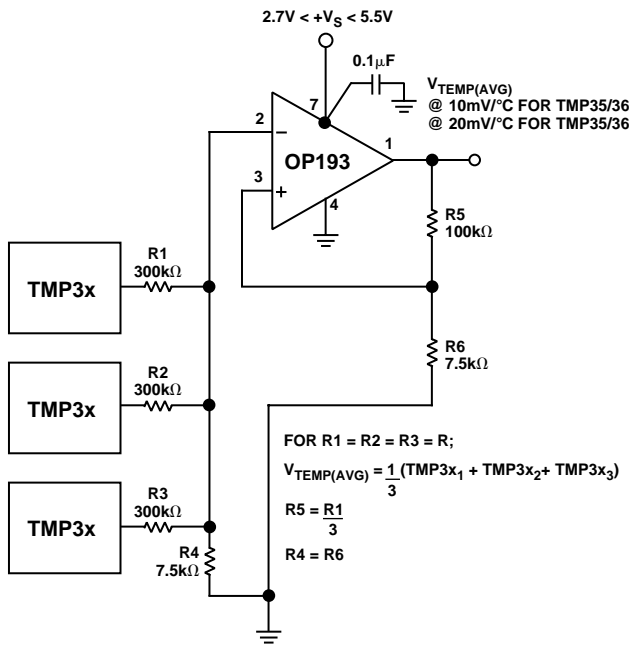 2.7V < +VS < 5.5V
0.1μF
VTEMP(AVG)
@ 10mV/°C FOR TMP35/36
@ 20mV/°C FOR TMP35/36
7
2
−
1
OP193
3
+
4
R5
100kΩ
R1
300kΩ
TMP3x
R6
7.5kΩ
R2
300kΩ
TMP3x
FOR R1 = R2 = R3 = R;
VTEMP(AVG) = 1/3 (TMP3x1 + TMP3x2+ TMP3x3)
R3
300kΩ
TMP3x
R5 = R1/3
R4
7.5kΩ
R4 = R6